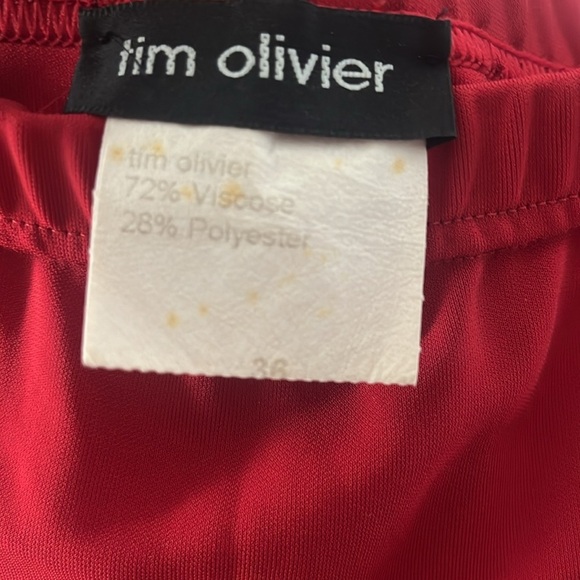 tim olivier
tim olivier
72% Viscose
28% Polyester
36